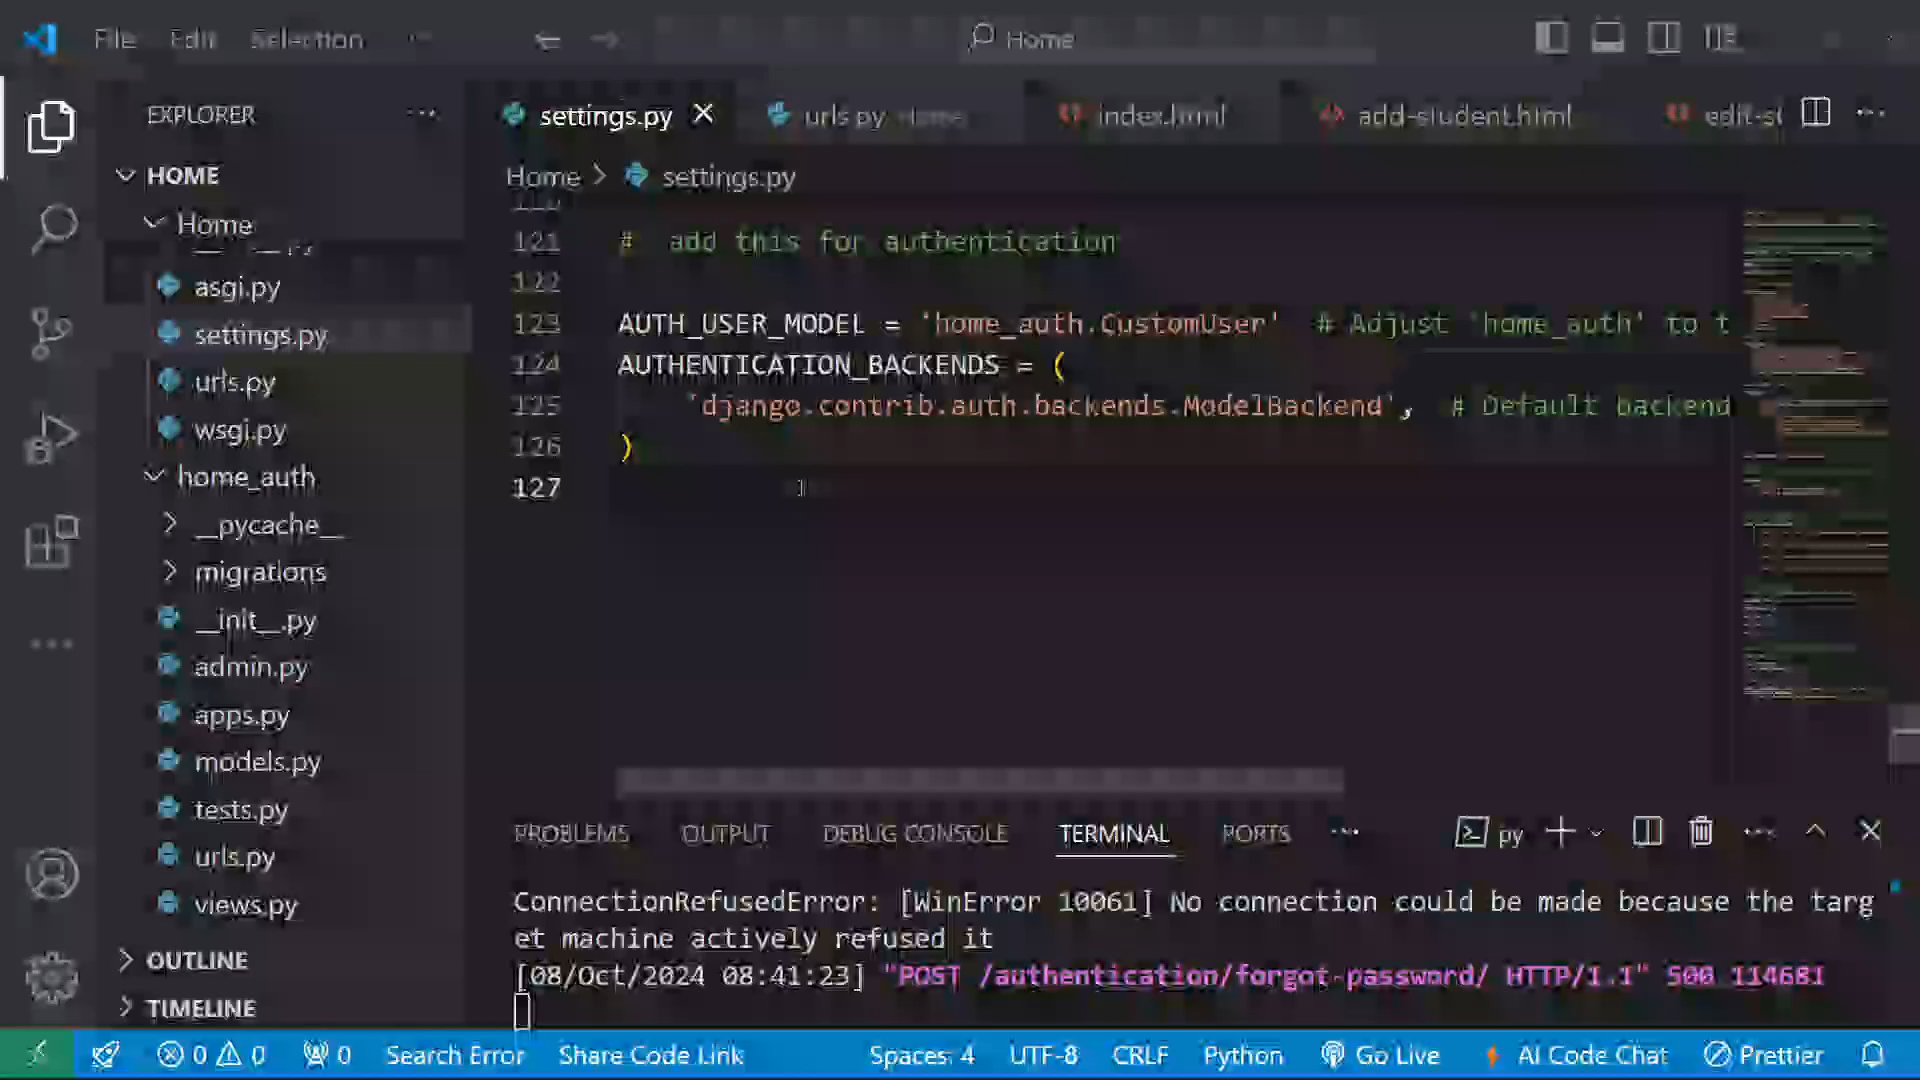 File Edit Selection ... Home
EXPLORER ...
settings.py urls.py Home index.html add-student.html edit-st ...
HOME
Home > settings.py
Home
120
asgi.py
settings.py
urls.py
wsgi.py
home_auth
__pycache__
migrations
__init__.py
admin.py
apps.py
models.py
tests.py
urls.py
views.py
OUTLINE
TIMELINE
121 # add this for authentication
122
123 AUTH_USER_MODEL = 'home_auth.CustomUser' # Adjust 'home_auth' to t
124 AUTHENTICATION_BACKENDS = (
125 'django.contrib.auth.backends.ModelBackend', # Default backend
126 )
127
PROBLEMS OUTPUT DEBUG CONSOLE TERMINAL PORTS ... py
ConnectionRefusedError: [WinError 10061] No connection could be made because the targ
et machine actively refused it
[08/Oct/2024 08:41:23] "POST /authentication/forgot-password/ HTTP/1.1" 500 114681
0 0 0 Search Error Share Code Link Spaces: 4 UTF-8 CRLF Python Go Live AI Code Chat Prettier